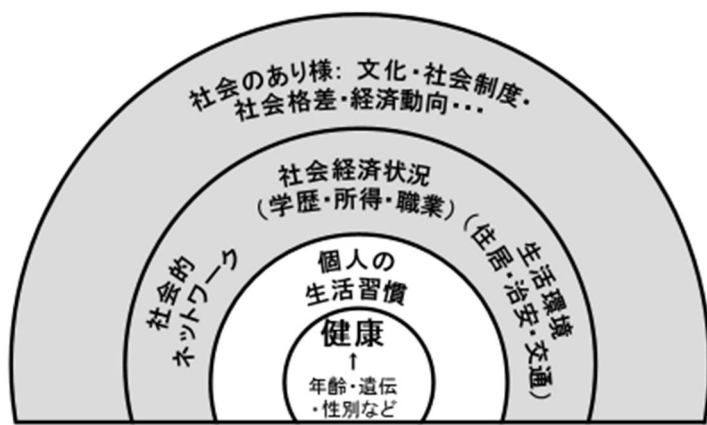 社会のあり様: 文化・社会制度・
社会格差・経済動向・・・
社会経済状況
(学歴・所得・職業)
社会的
ネットワーク
生活環境
(住居・治安・交通)
個人の
生活習慣
健康
↑
年齢・遺伝
・性別など